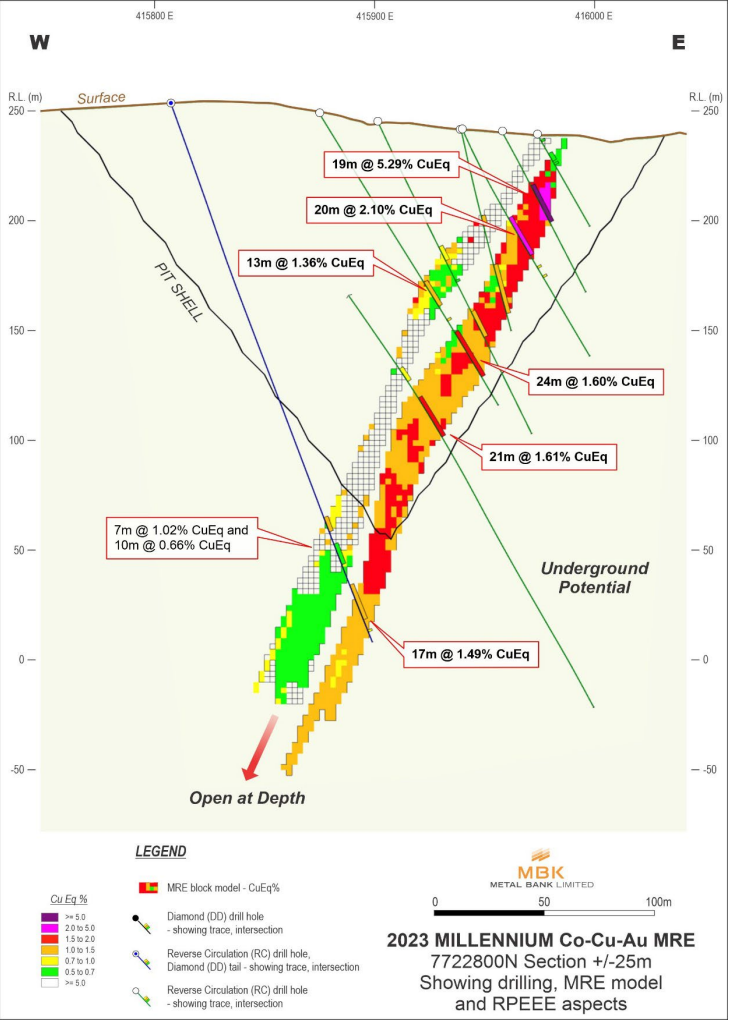 415800 E
415900 E
416000 E
W
E
R.L. (m)
R.L. (m)
Surface
250
250
19m @ 5.29% CuEq
20m @ 2.10% CuEq
200
200
13m @ 1.36% CuEq
PIT SHELL
150
150
24m @ 1.60% CuEq
21m @ 1.61% CuEq
100
100
7m @ 1.02% CuEq and
10m @ 0.66% CuEq
50
50
Underground
Potential
17m @ 1.49% CuEq
0
0
-50
-50
Open at Depth
LEGEND
MRE block model - CuEq%
Diamond (DD) drill hole
- showing trace, intersection
Reverse Circulation (RC) drill hole,
Diamond (DD) tail - showing trace, intersection
Reverse Circulation (RC) drill hole
- showing trace, intersection
Cu Eq %
>= 5.0
2.0 to 5.0
1.5 to 2.0
1.0 to 1.5
0.7 to 1.0
0.5 to 0.7
>= 5.0
MBK
METAL BANK LIMITED
0
50
100m
2023 MILLENNIUM Co-Cu-Au MRE
7722800N Section +/-25m
Showing drilling, MRE model
and RPEEE aspects